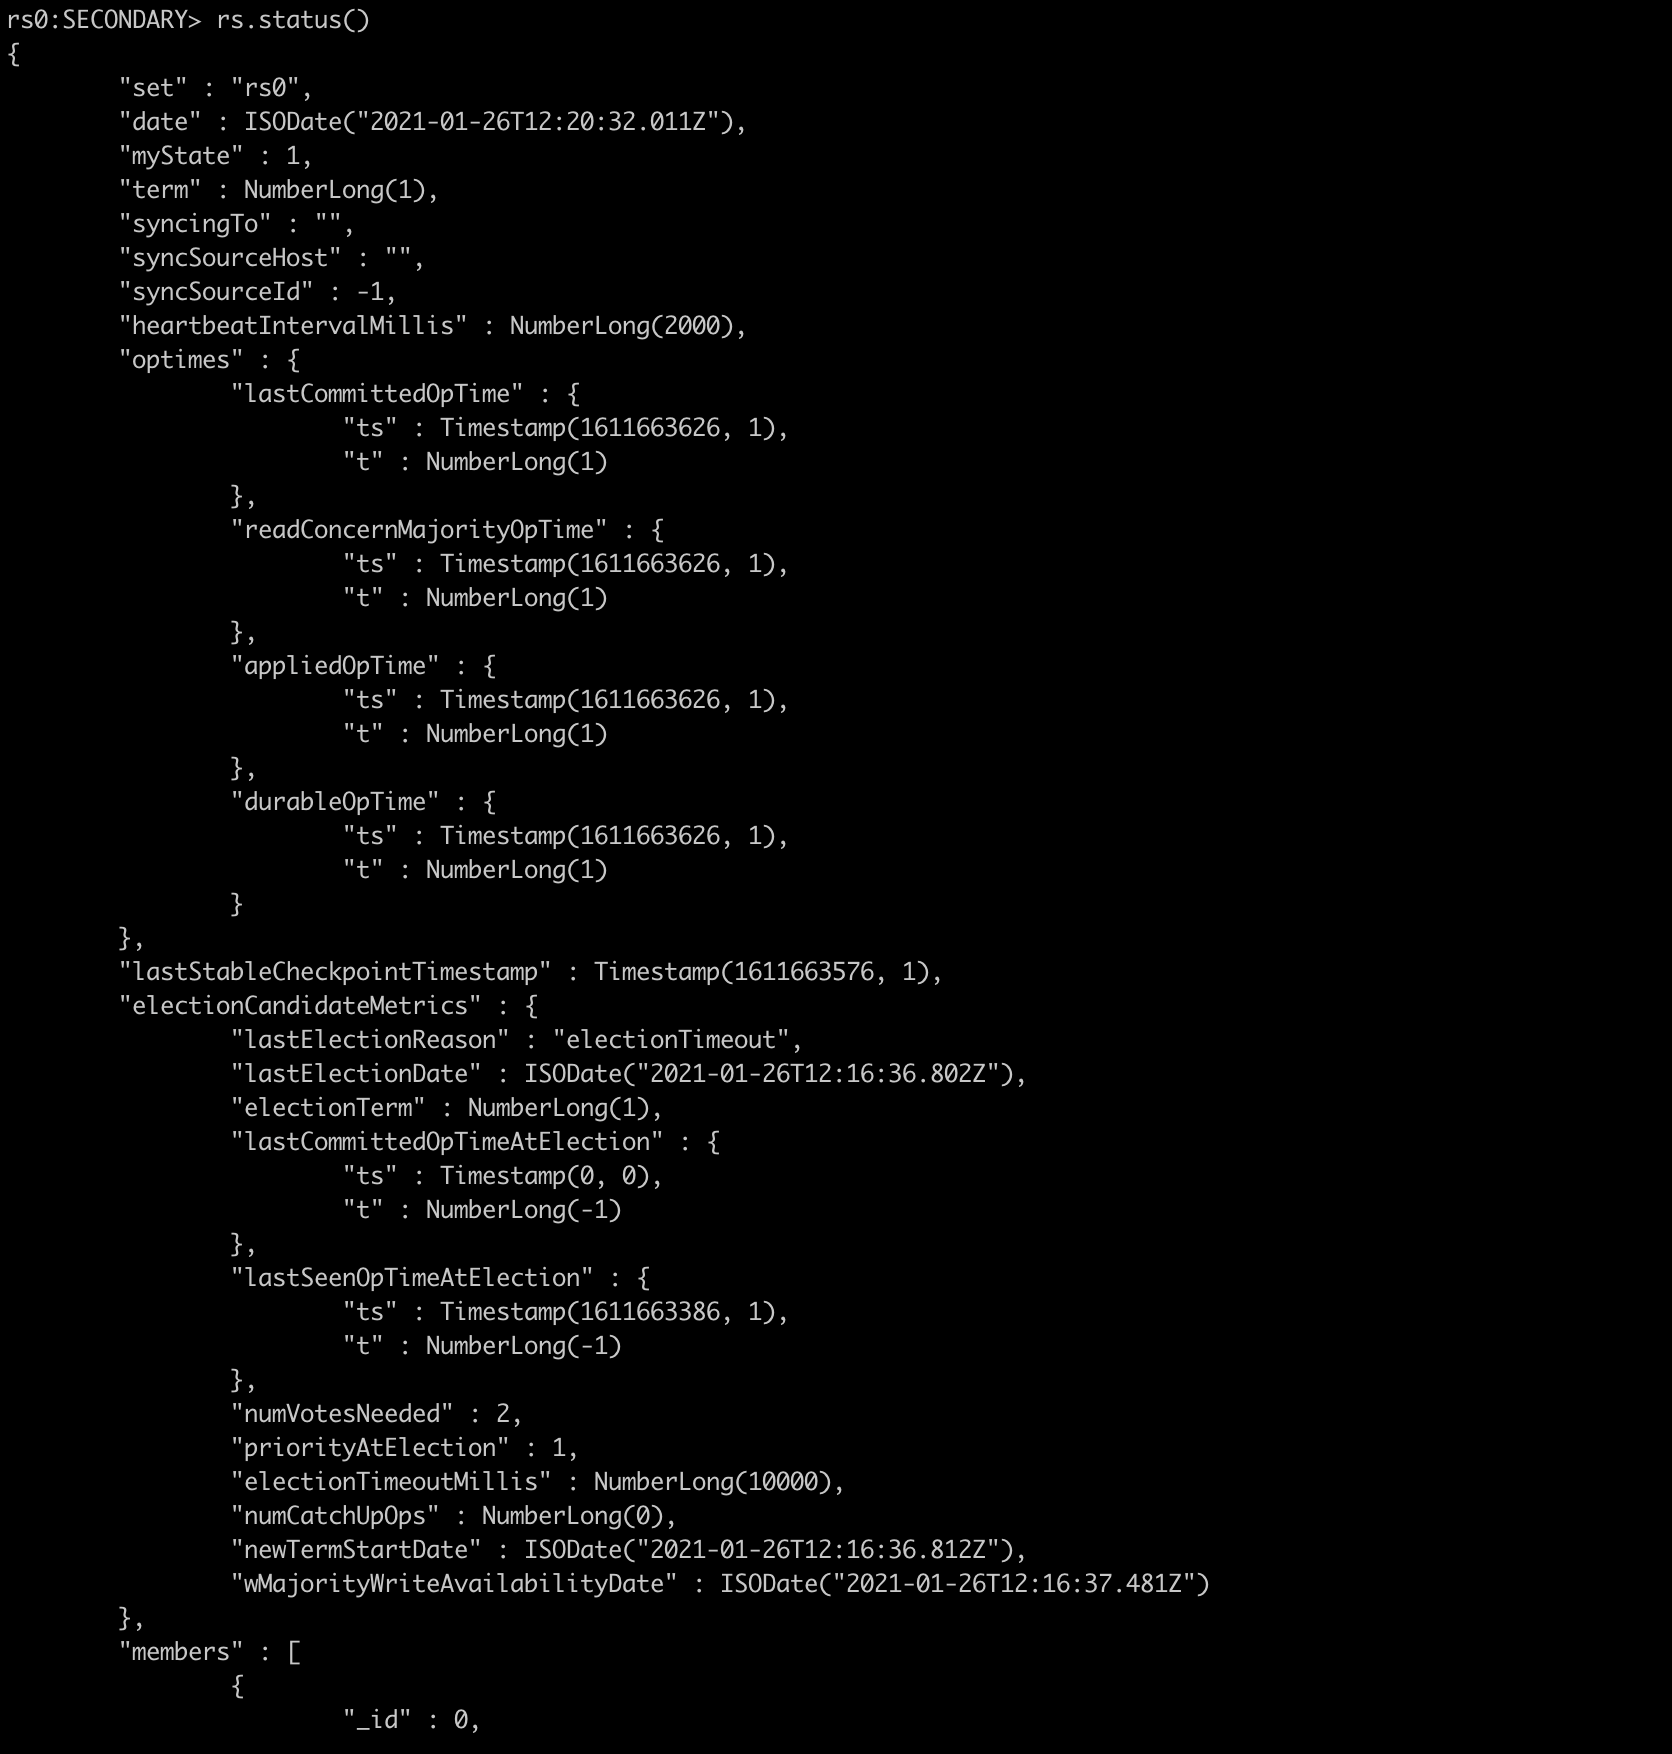 rs0:SECONDARY> rs.status()
{
        "set" : "rs0",
        "date" : ISODate("2021-01-26T12:20:32.011Z"),
        "myState" : 1,
        "term" : NumberLong(1),
        "syncingTo" : "",
        "syncSourceHost" : "",
        "syncSourceId" : -1,
        "heartbeatIntervalMillis" : NumberLong(2000),
        "optimes" : {
                "lastCommittedOpTime" : {
                        "ts" : Timestamp(1611663626, 1),
                        "t" : NumberLong(1)
                },
                "readConcernMajorityOpTime" : {
                        "ts" : Timestamp(1611663626, 1),
                        "t" : NumberLong(1)
                },
                "appliedOpTime" : {
                        "ts" : Timestamp(1611663626, 1),
                        "t" : NumberLong(1)
                },
                "durableOpTime" : {
                        "ts" : Timestamp(1611663626, 1),
                        "t" : NumberLong(1)
                }
        },
        "lastStableCheckpointTimestamp" : Timestamp(1611663576, 1),
        "electionCandidateMetrics" : {
                "lastElectionReason" : "electionTimeout",
                "lastElectionDate" : ISODate("2021-01-26T12:16:36.802Z"),
                "electionTerm" : NumberLong(1),
                "lastCommittedOpTimeAtElection" : {
                        "ts" : Timestamp(0, 0),
                        "t" : NumberLong(-1)
                },
                "lastSeenOpTimeAtElection" : {
                        "ts" : Timestamp(1611663386, 1),
                        "t" : NumberLong(-1)
                },
                "numVotesNeeded" : 2,
                "priorityAtElection" : 1,
                "electionTimeoutMillis" : NumberLong(10000),
                "numCatchUpOps" : NumberLong(0),
                "newTermStartDate" : ISODate("2021-01-26T12:16:36.812Z"),
                "wMajorityWriteAvailabilityDate" : ISODate("2021-01-26T12:16:37.481Z")
        },
        "members" : [
                {
                        "_id" : 0,